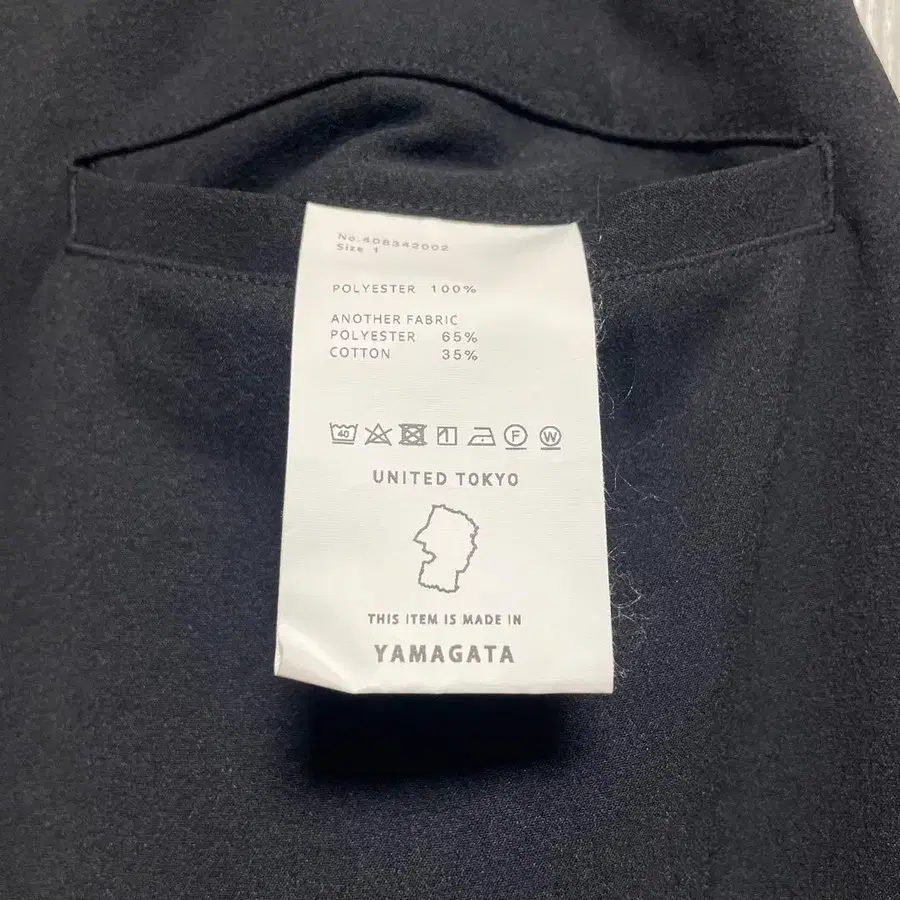 No.408342002
Size 1
POLYESTER 100%
ANOTHER FABRIC
POLYESTER 65%
COTTON 35%
40 F W
UNITED TOKYO
THIS ITEM IS MADE IN
YAMAGATA